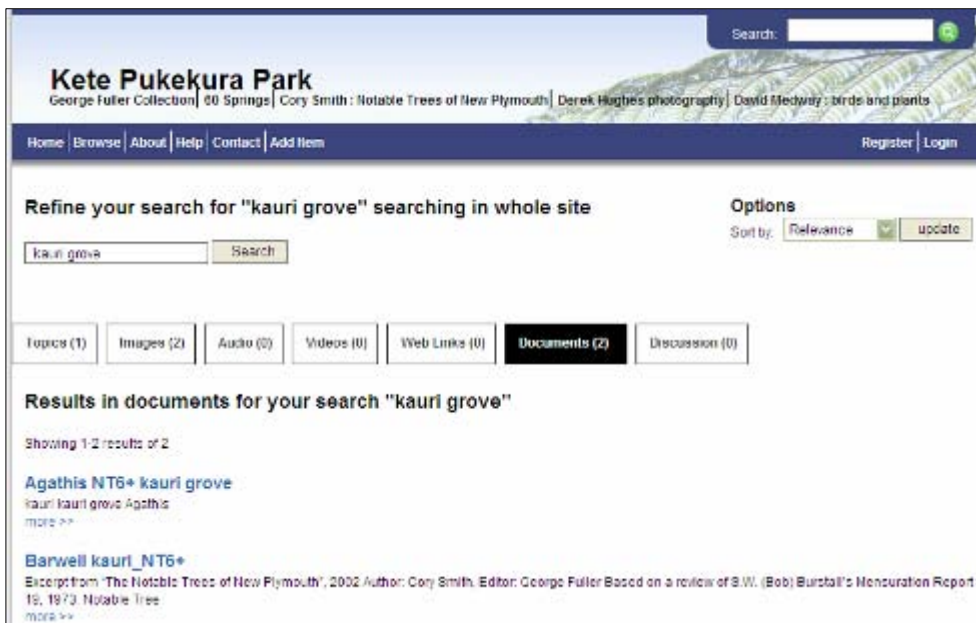 Search:
Kete Pukekura Park
George Fuller Collection| 60 Springs| Cory Smith : Notable Trees of New Plymouth| Derek Hughes photography| David Medway : birds and plants
Home | Browse | About | Help | Contact | Add Item
Register | Login
Refine your search for "kauri grove" searching in whole site
Options
Sort by: Relevance update
kauri grove Search
Topics (1) Images (2) Audio (0) Videos (0) Web Links (0) Documents (2) Discussion (0)
Results in documents for your search "kauri grove"
Showing 1-2 results of 2
Agathis NT6+ kauri grove
kauri kauri grove Agathis
more >>
Barwell kauri_NT6+
Excerpt from "The Notable Trees of New Plymouth", 2002 Author: Cory Smith. Editor: George Fuller Based on a review of S.W. (Bob) Burstall's Mensuration Report
19, 1973. Notable Tree
more >>